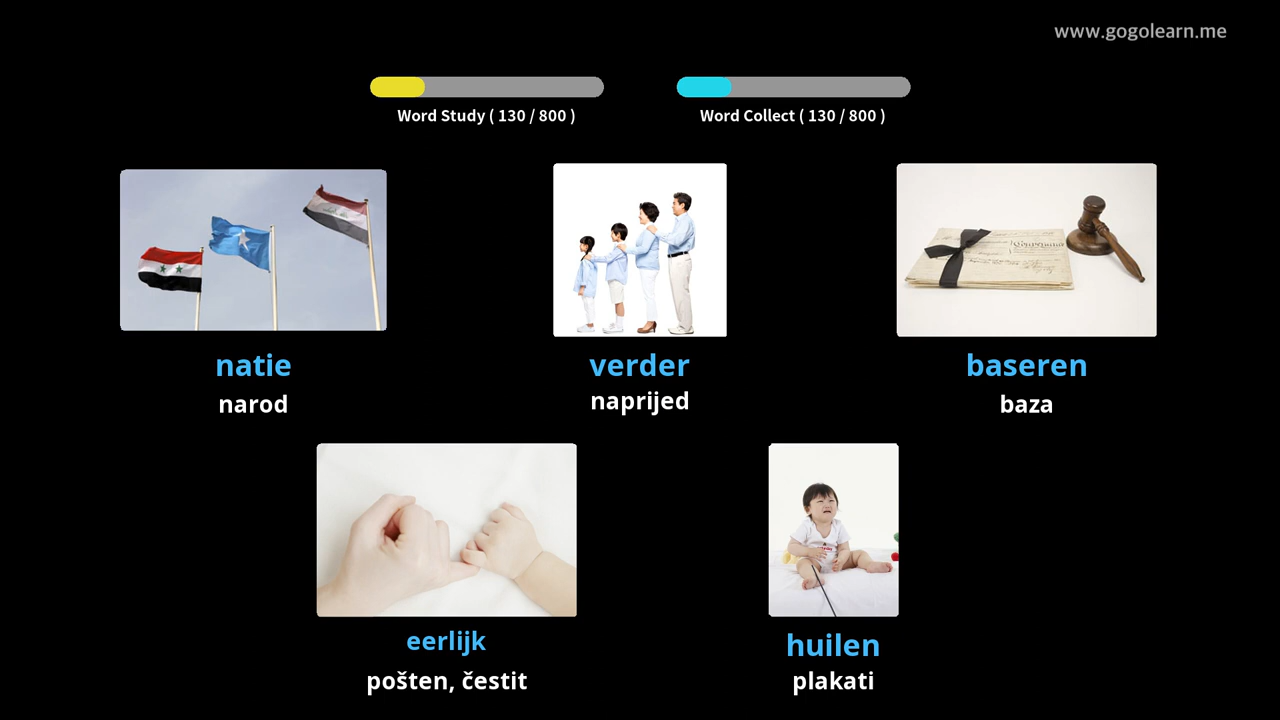 www.gogolearn.me
Word Study ( 130 / 800 )
Word Collect ( 130 / 800 )
natie
narod
verder
naprijed
baseren
baza
eerlijk
pošten, čestit
huilen
plakati